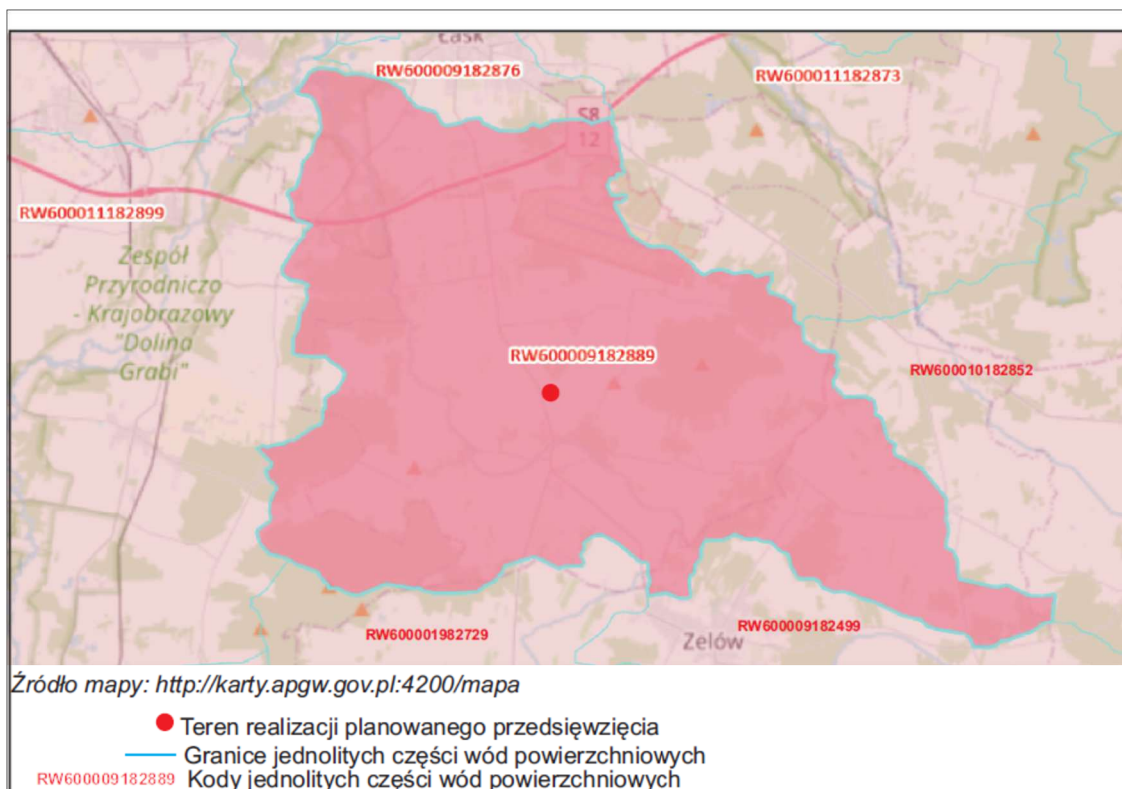 Łask
RW600009182876
RW600011182873
S8
12
RW600011182899
Zespół
Przyrodniczo
- Krajobrazowy
"Dolina
Grabi"
RW600009182889
RW600010182852
RW600001982729
RW600009182499
Zelów
Źródło mapy: http://karty.apgw.gov.pl:4200/mapa
Teren realizacji planowanego przedsięwzięcia
Granice jednolitych części wód powierzchniowych
RW600009182889 Kody jednolitych części wód powierzchniowych